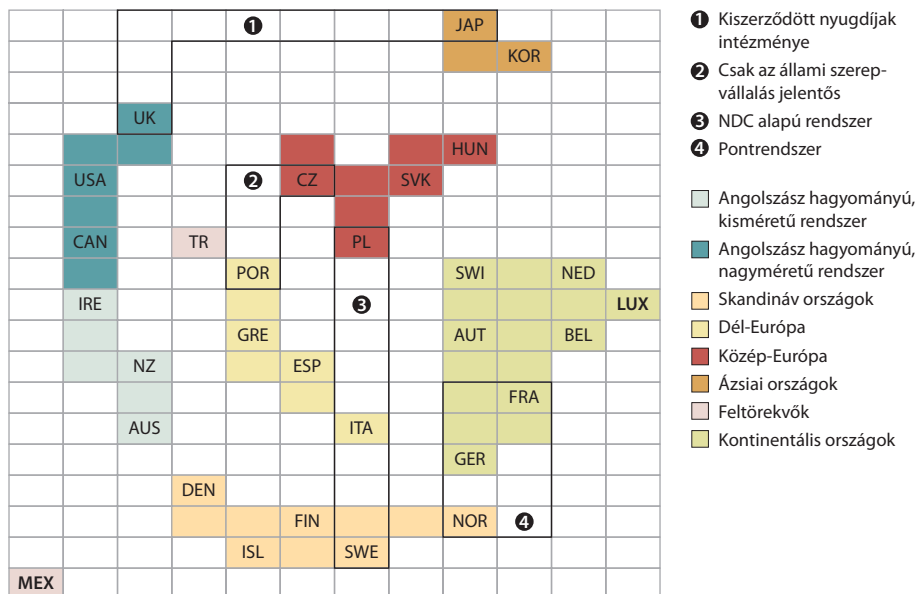 ❶ JAP
KOR
UK
HUN
USA ❷ CZ SVK
CAN TR PL
POR SWI NED
IRE ❸ LUX
GRE AUT BEL
NZ ESP
FRA
AUS ITA
GER
DEN
FIN NOR ❹
ISL SWE
MEX
❶ Kiszerződött nyugdíjak
intézménye
❷ Csak az állami szerep-
vállalás jelentős
❸ NDC alapú rendszer
❹ Pontrendszer
Angolszász hagyományú,
kisméretű rendszer
Angolszász hagyományú,
nagyméretű rendszer
Skandináv országok
Dél-Európa
Közép-Európa
Ázsiai országok
Feltörekvők
Kontinentális országok